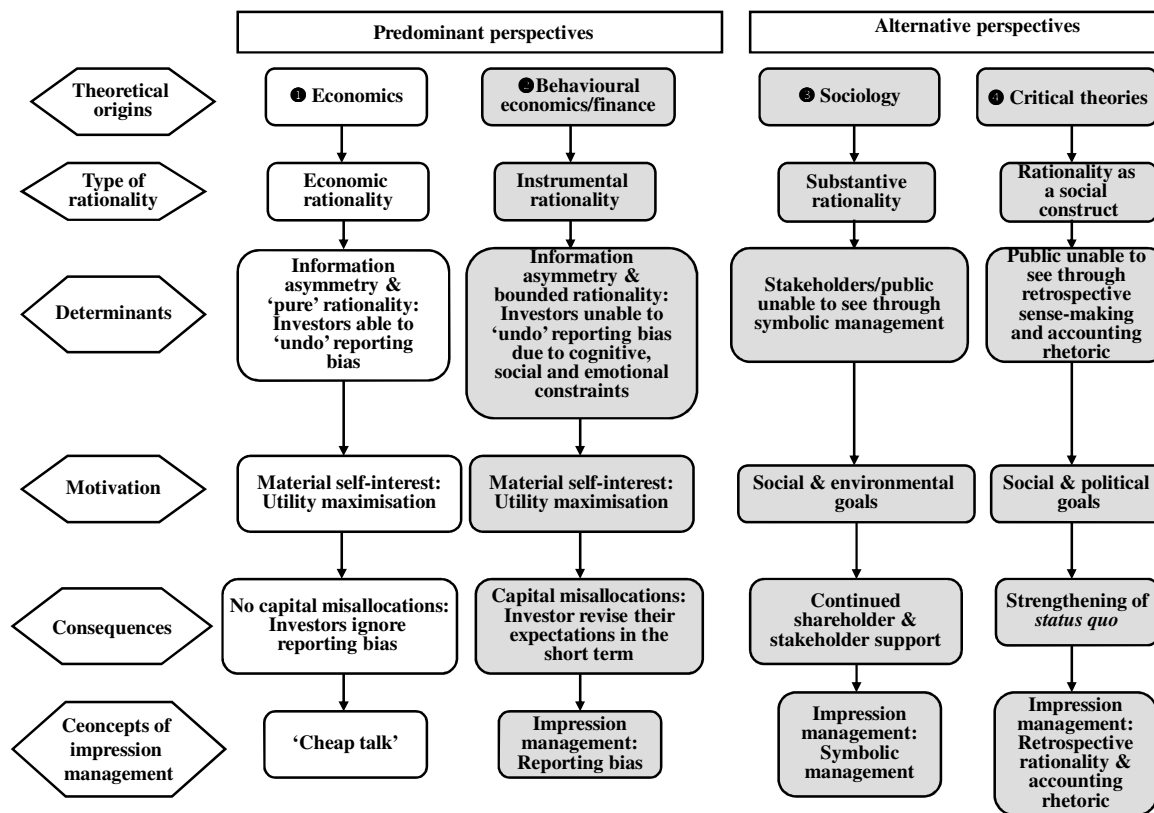 Predominant perspectives
Alternative perspectives
Theoretical
origins
❶ Economics
❷Behavioural
economics/finance
❸ Sociology
❹ Critical theories
Type of
rationality
Economic
rationality
Instrumental
rationality
Substantive
rationality
Rationality as
a social
construct
Determinants
Information
asymmetry &
‘pure’ rationality:
Investors able to
‘undo’ reporting
bias
Information
asymmetry &
bounded rationality:
Investors unable to
‘undo’ reporting bias
due to cognitive,
social and emotional
constraints
Stakeholders/public
unable to see through
symbolic management
Public unable to
see through
retrospective
sense-making
and accounting
rhetoric
Motivation
Material self-interest:
Utility maximisation
Material self-interest:
Utility maximisation
Social & environmental
goals
Social & political
goals
Consequences
No capital misallocations:
Investors ignore
reporting bias
Capital misallocations:
Investor revise their
expectations in the
short term
Continued
shareholder &
stakeholder support
Strengthening of
status quo
Ceoncepts of
impression
management
‘Cheap talk’
Impression
management:
Reporting bias
Impression
management:
Symbolic
management
Impression
management:
Retrospective
rationality &
accounting
rhetoric